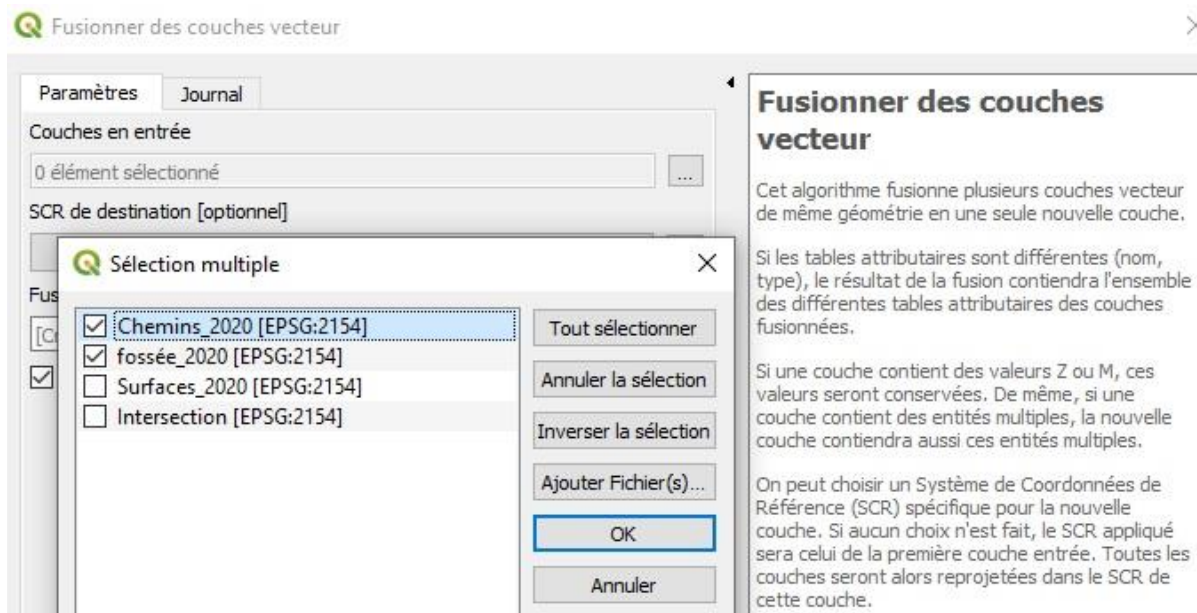 Fusionner des couches vecteur
Paramètres Journal
Couches en entrée
0 élément sélectionné ...
SCR de destination [optionnel]
Sélection multiple
Fus
[Cr
Chemins_2020 [EPSG:2154]
fossée_2020 [EPSG:2154]
Surfaces_2020 [EPSG:2154]
Intersection [EPSG:2154]
Tout sélectionner
Annuler la sélection
Inverser la sélection
Ajouter Fichier(s)...
OK
Annuler
Fusionner des couches
vecteur
Cet algorithme fusionne plusieurs couches vecteur
de même géométrie en une seule nouvelle couche.
Si les tables attributaires sont différentes (nom,
type), le résultat de la fusion contiendra l'ensemble
des différentes tables attributaires des couches
fusionnées.
Si une couche contient des valeurs Z ou M, ces
valeurs seront conservées. De même, si une
couche contient des entités multiples, la nouvelle
couche contiendra aussi ces entités multiples.
On peut choisir un Système de Coordonnées de
Référence (SCR) spécifique pour la nouvelle
couche. Si aucun choix n'est fait, le SCR appliqué
sera celui de la première couche entrée. Toutes les
couches seront alors reprojetées dans le SCR de
cette couche.